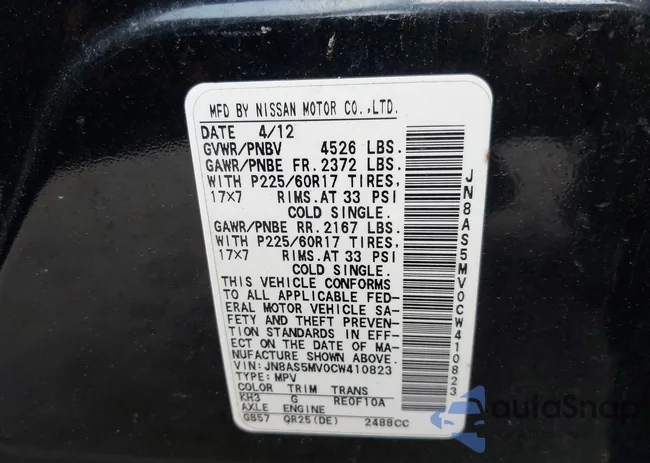 MFD BY NISSAN MOTOR CO.,LTD.
DATE 4/12
GVWR/PNBV 4526 LBS.
GAWR/PNBE FR. 2372 LBS.
WITH P225/60R17 TIRES,
17x7 RIMS.AT 33 PSI
COLD SINGLE.
GAWR/PNBE RR. 2167 LBS.
WITH P225/60R17 TIRES,
17x7 RIMS.AT 33 PSI
COLD SINGLE.
THIS VEHICLE CONFORMS
TO ALL APPLICABLE FED-
ERAL MOTOR VEHICLE SA-
FETY AND THEFT PREVEN-
TION STANDARDS IN EFF-
ECT ON THE DATE OF MA-
NUFACTURE SHOWN ABOVE.
VIN: JN8AS5MV0CW410823
TYPE: MPV
COLOR TRIM TRANS
KH3 G RE0F10A
AXLE ENGINE
GB57 QR25(DE) 2488CC
JN8AS5MV0CW410823
autoSnap